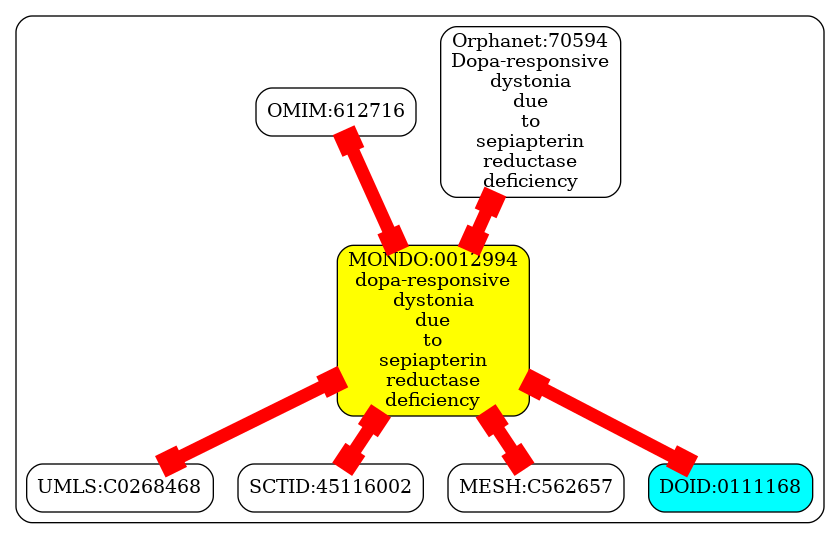 Orphanet:70594
Dopa-responsive
dystonia
due
to
sepiapterin
reductase
deficiency
OMIM:612716
MONDO:0012994
dopa-responsive
dystonia
due
to
sepiapterin
reductase
deficiency
UMLS:C0268468
SCTID:45116002
MESH:C562657
DOID:0111168